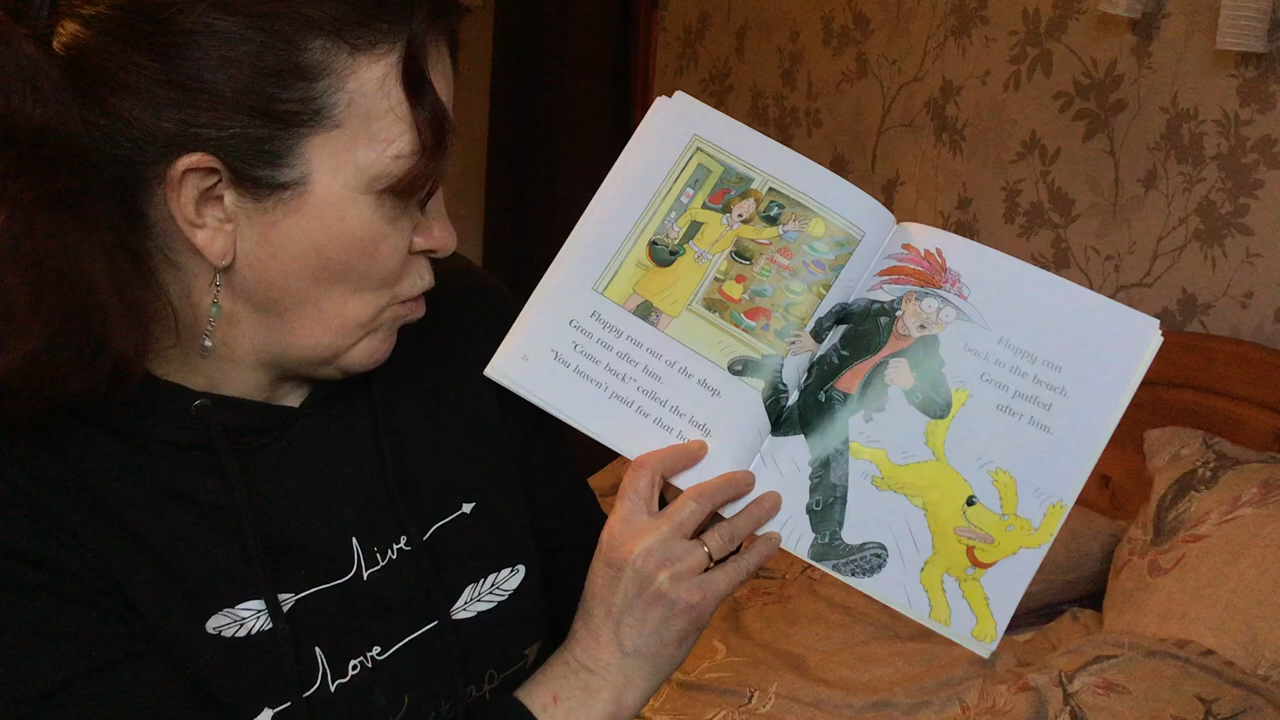 Floppy ran out of the shop.
Gran ran after him.
"Come back!" called the lady.
"You haven't paid for that
Floppy ran
back to the beach.
Gran puffed
after him.
Live
Love